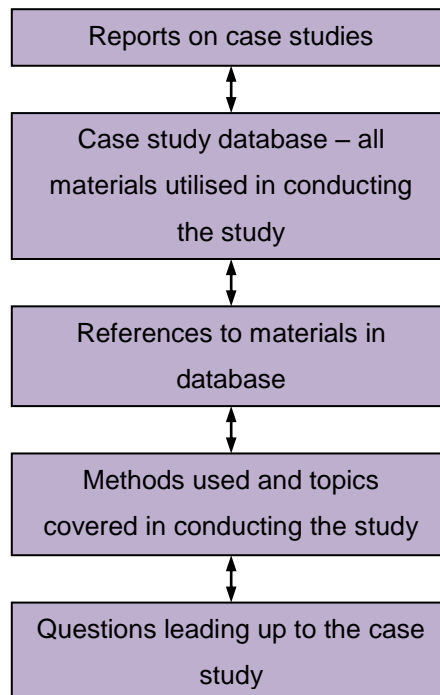 Reports on case studies
Case study database – all
materials utilised in conducting
the study
References to materials in
database
Methods used and topics
covered in conducting the study
Questions leading up to the case
study